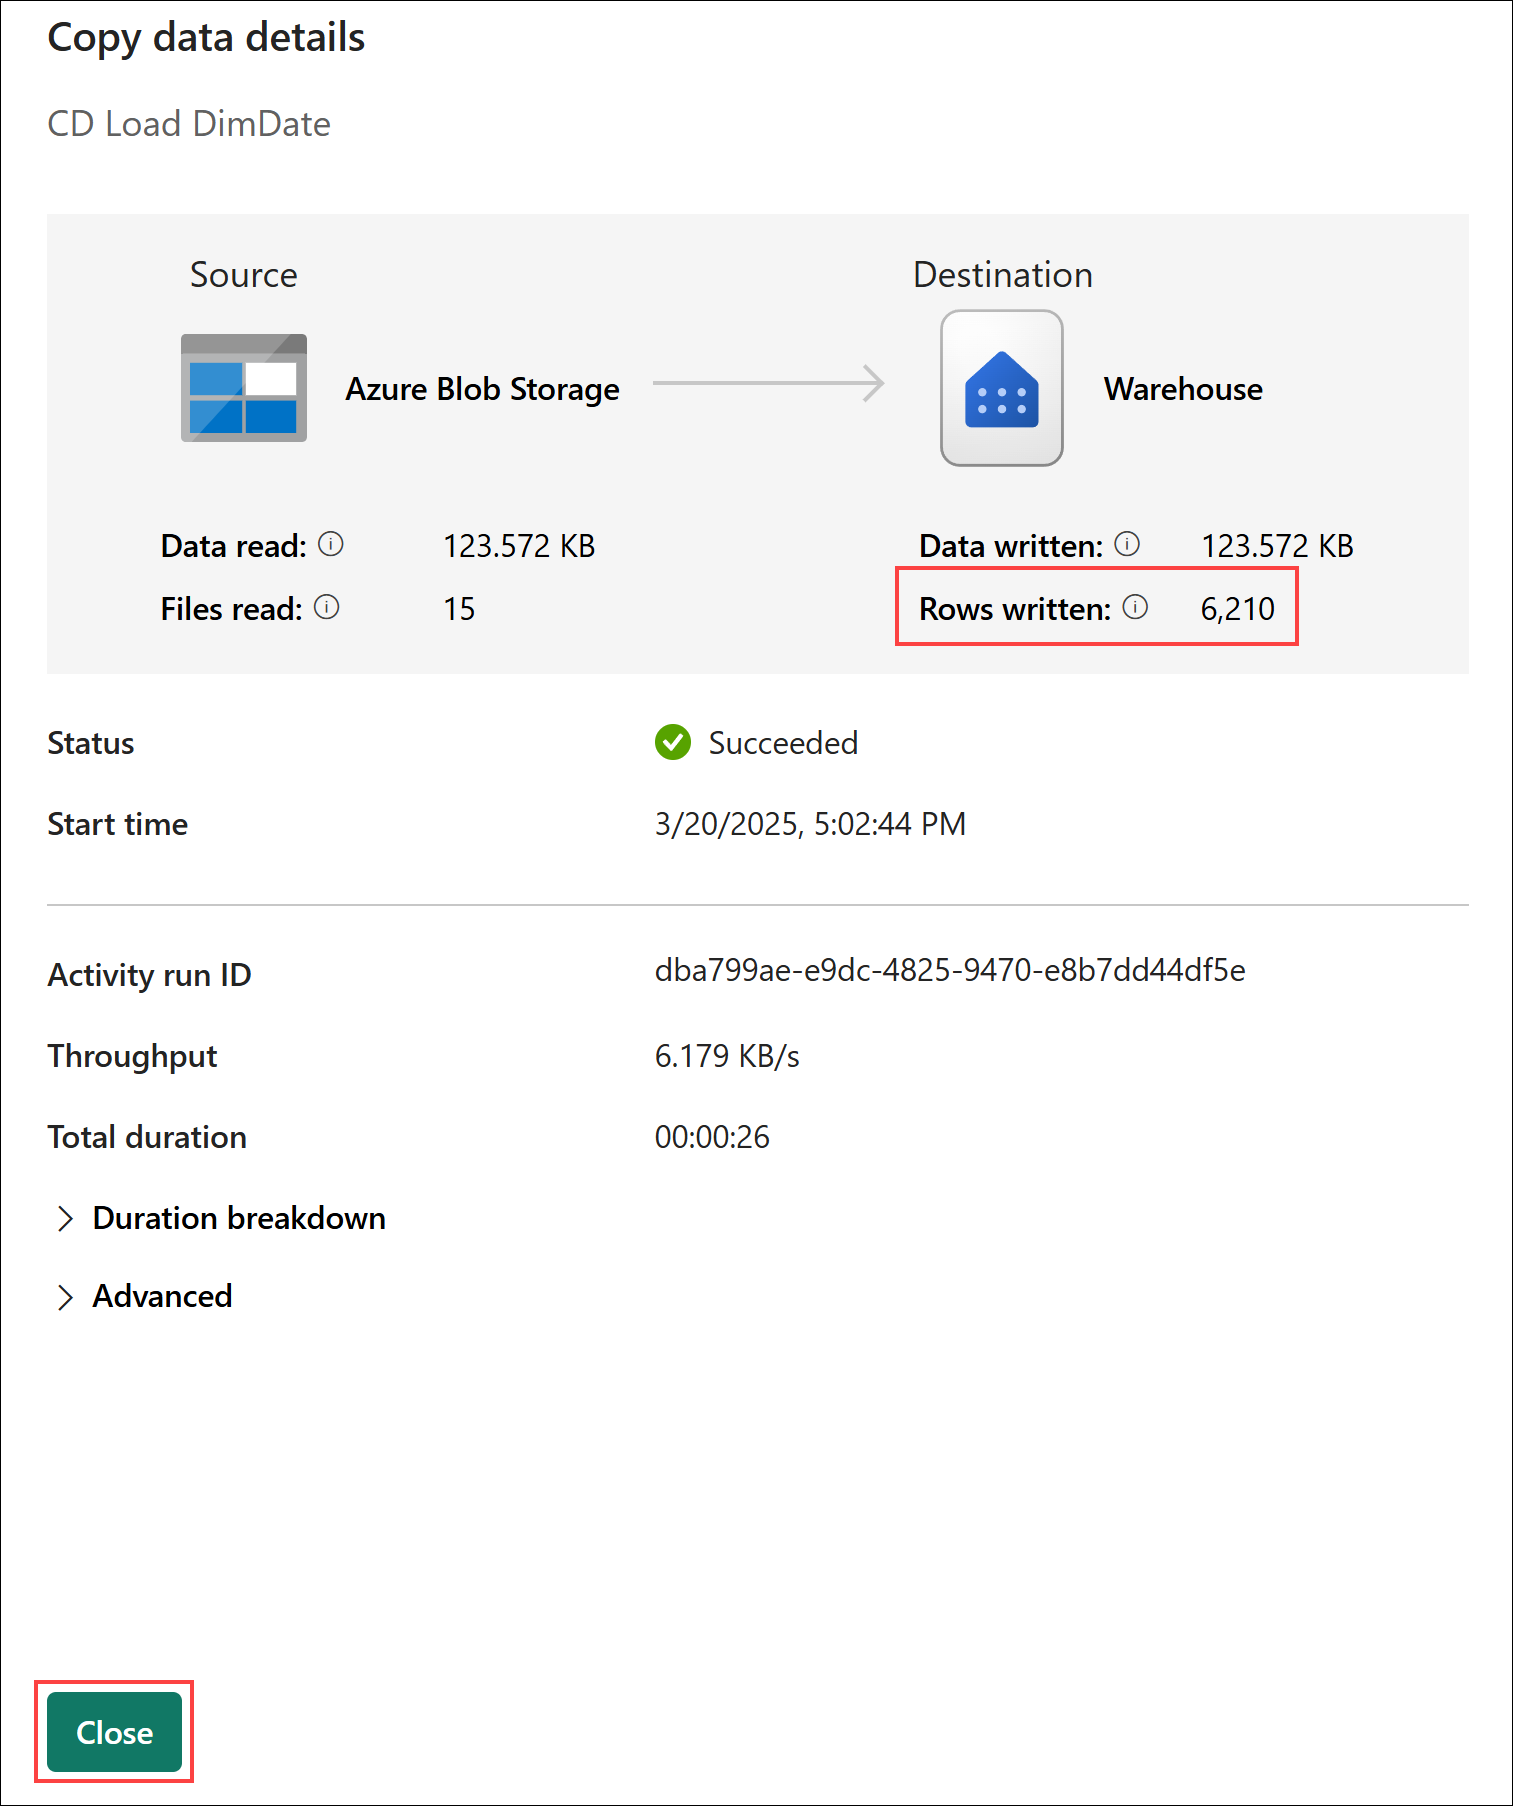 Copy data details
CD Load DimDate
Source
Destination
Azure Blob Storage
Warehouse
Data read: 123.572 KB
Data written: 123.572 KB
Files read: 15
Rows written: 6,210
Status Succeeded
Start time 3/20/2025, 5:02:44 PM
Activity run ID dba799ae-e9dc-4825-9470-e8b7dd44df5e
Throughput 6.179 KB/s
Total duration 00:00:26
Duration breakdown
Advanced
Close